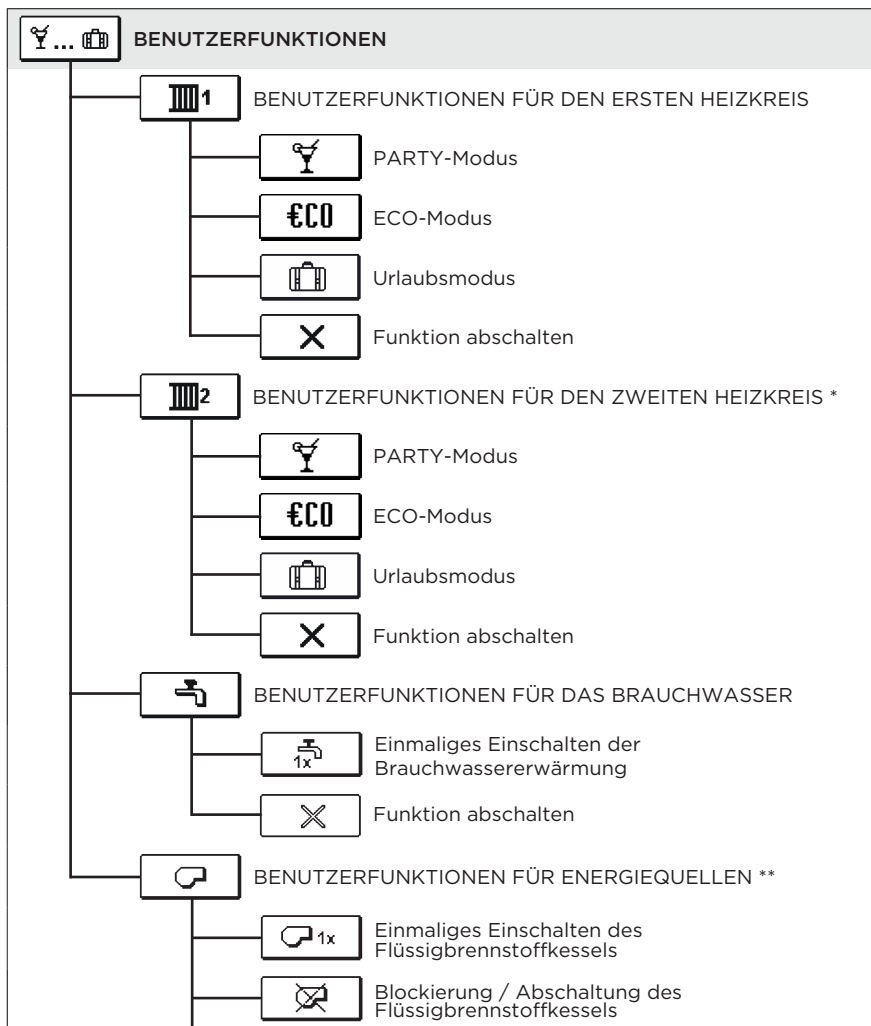 ... BENUTZERFUNKTIONEN
1 BENUTZERFUNKTIONEN FÜR DEN ERSTEN HEIZKREIS
PARTY-Modus
€CO ECO-Modus
Urlaubsmodus
Funktion abschalten
2 BENUTZERFUNKTIONEN FÜR DEN ZWEITEN HEIZKREIS *
PARTY-Modus
€CO ECO-Modus
Urlaubsmodus
Funktion abschalten
BENUTZERFUNKTIONEN FÜR DAS BRAUCHWASSER
1x Einmaliges Einschalten der
Brauchwassererwärmung
Funktion abschalten
BENUTZERFUNKTIONEN FÜR ENERGIEQUELLEN **
1x Einmaliges Einschalten des
Flüssigbrennstoffkessels
Blockierung / Abschaltung des
Flüssigbrennstoffkessels